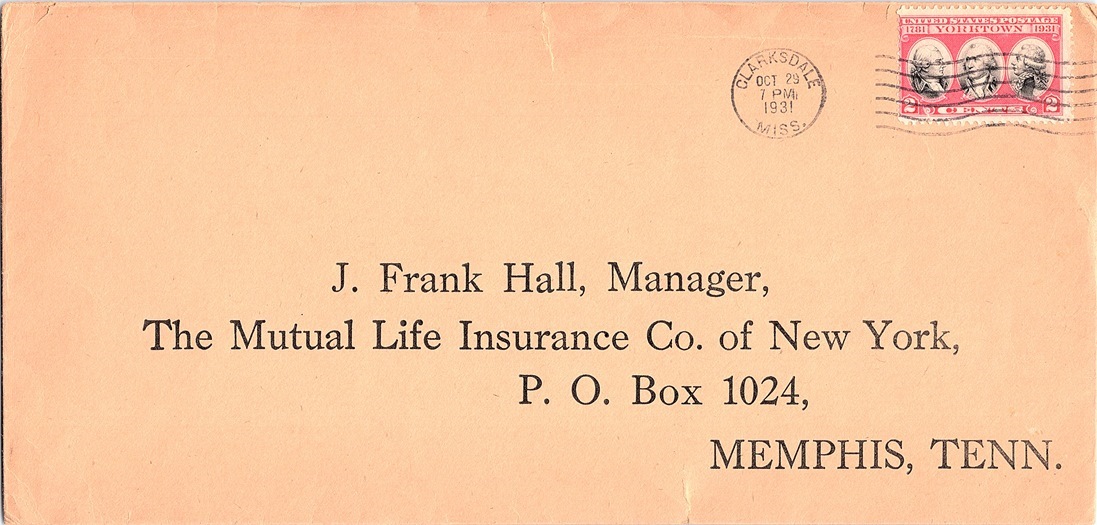 UNITED STATES POSTAGE
1781 YORKTOWN 1931
2 CENTS 2
CLARKSDALE
OCT 29
7 PM
1931
MISS.
J. Frank Hall, Manager,
The Mutual Life Insurance Co. of New York,
P. O. Box 1024,
MEMPHIS, TENN.